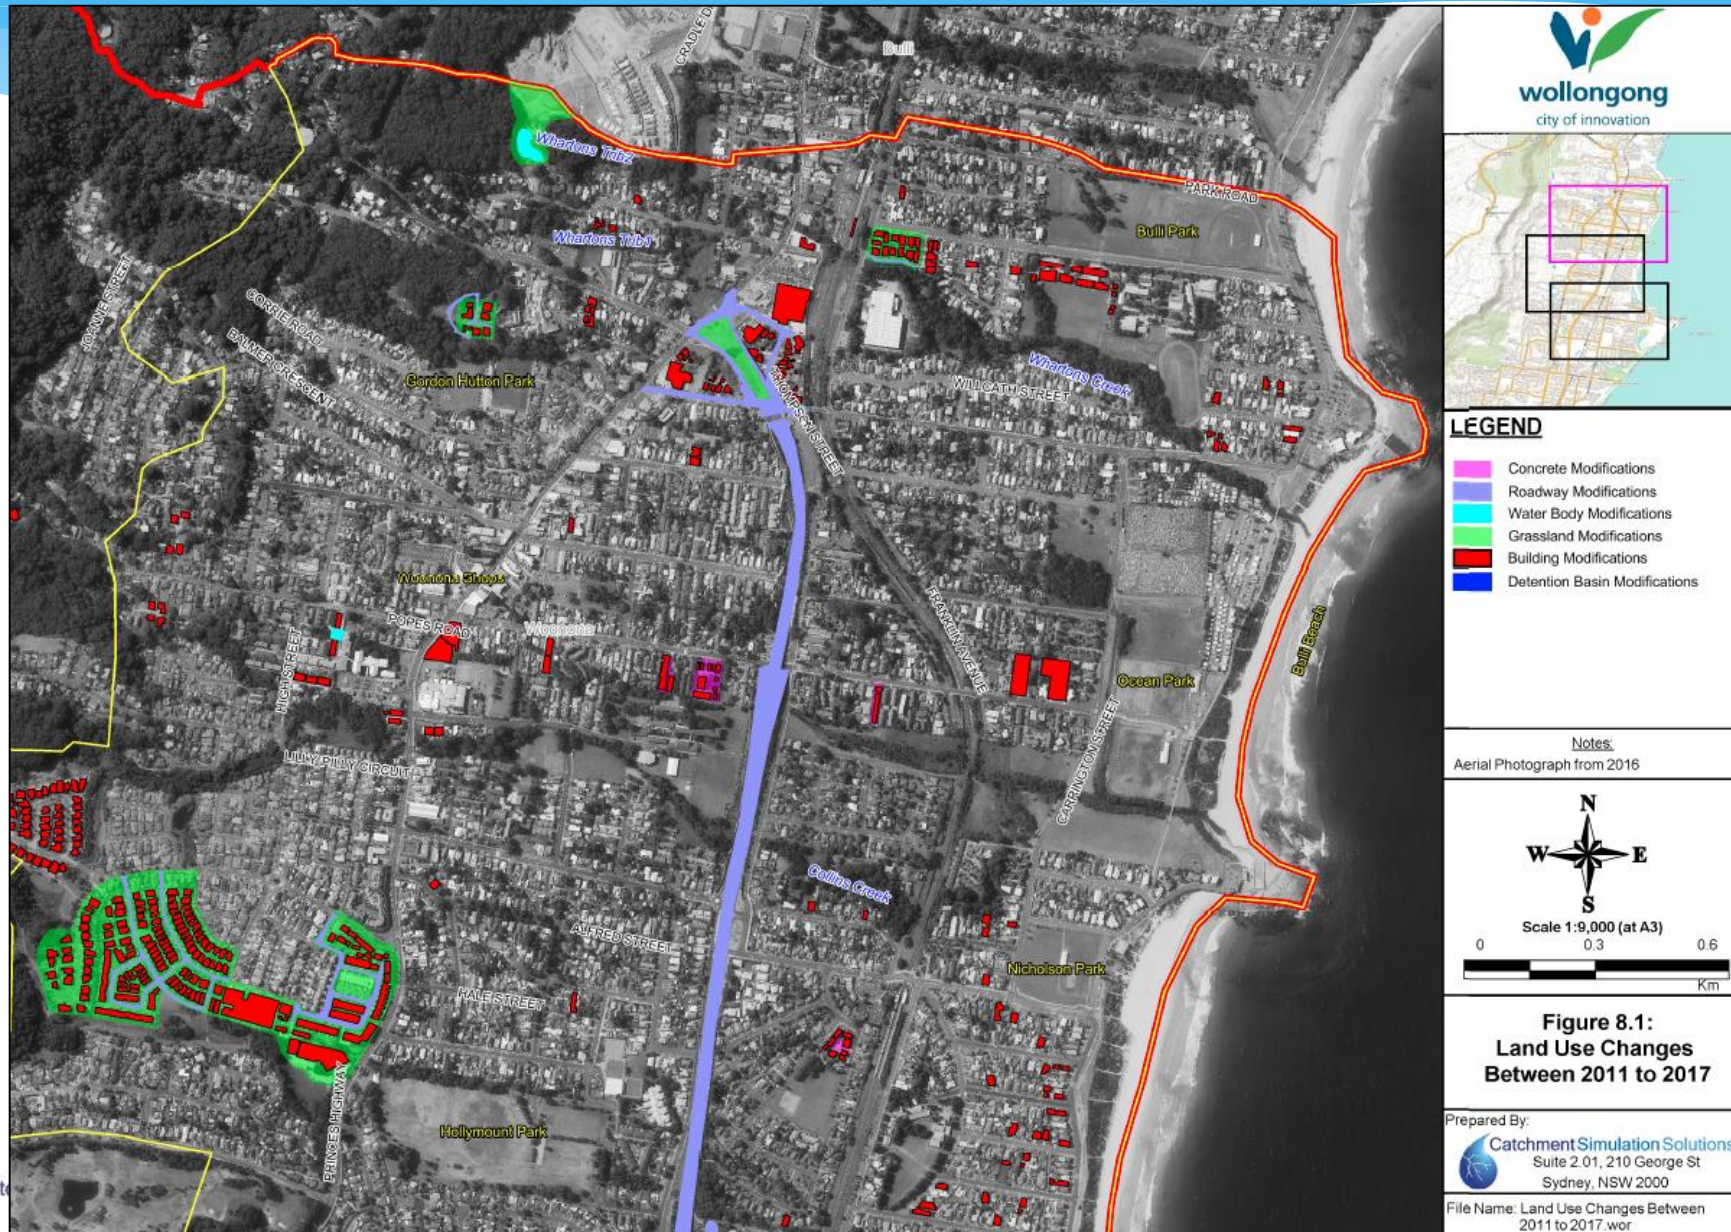 Bulli
CRADLE D
Whartons Trib2
PARK ROAD
Bulli Park
Whartons Trib1
JOANNE STREET
CORRIE ROAD
BALMER CRESCENT
Gordon Hutton Park
Whartons Creek
WILLCATH STREET
THOMPSON STREET
Woonona Shops
POPES ROAD
Woonona
HIGH STREET
FRANKLIN AVENUE
Ocean Park
Bulli Beach
LILLY PILLY CIRCUIT
CARRINGTON STREET
Collins Creek
ALFRED STREET
Nicholson Park
HALE STREET
PRINCES HIGHWAY
Hollymount Park
wollongong
city of innovation
LEGEND
Concrete Modifications
Roadway Modifications
Water Body Modifications
Grassland Modifications
Building Modifications
Detention Basin Modifications
Notes:
Aerial Photograph from 2016
N
W E
S
Scale 1:9,000 (at A3)
0 0.3 0.6
Km
Figure 8.1:
Land Use Changes
Between 2011 to 2017
Prepared By:
Catchment Simulation Solutions
Suite 2.01, 210 George St
Sydney, NSW 2000
File Name: Land Use Changes Between
2011 to 2017.wor